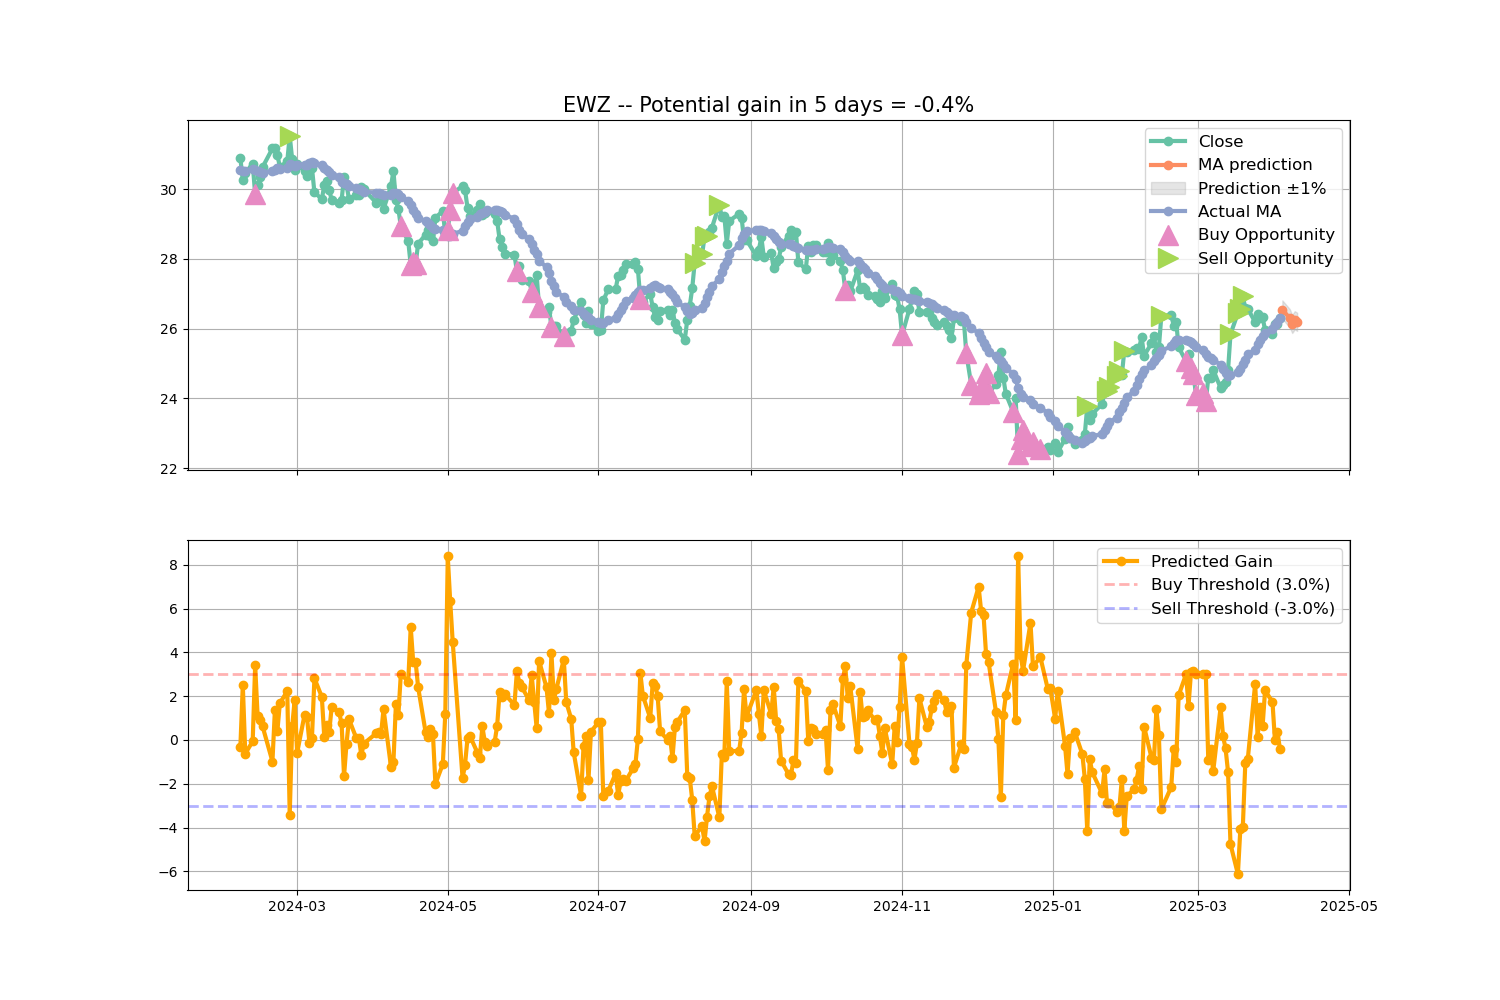 EWZ -- Potential gain in 5 days = -0.4%
30
28
26
24
22
Close
MA prediction
Prediction ±1%
Actual MA
Buy Opportunity
Sell Opportunity
8
6
4
2
0
−2
−4
−6
Predicted Gain
Buy Threshold (3.0%)
Sell Threshold (-3.0%)
2024-03 2024-05 2024-07 2024-09 2024-11 2025-01 2025-03 2025-05